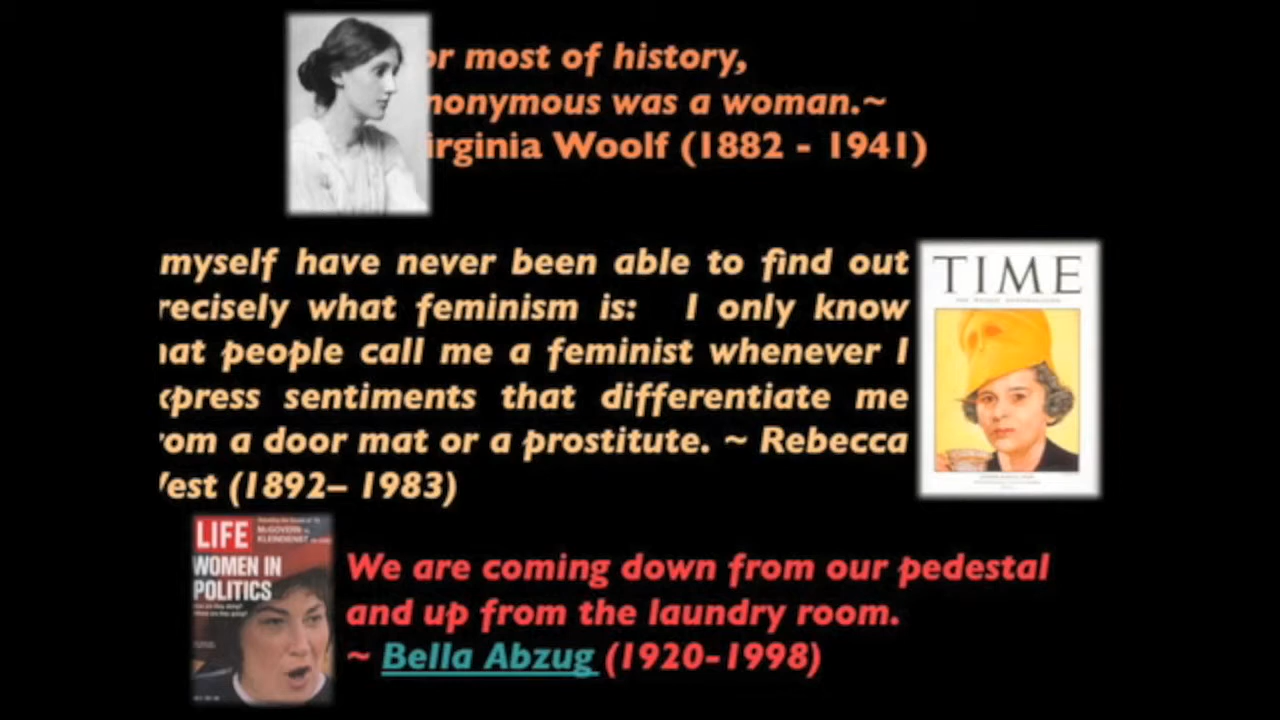 or most of history,
nonymous was a woman.~
irginia Woolf (1882 - 1941)
myself have never been able to find out
recisely what feminism is: I only know
hat people call me a feminist whenever I
xpress sentiments that differentiate me
rom a door mat or a prostitute. ~ Rebecca
Vest (1892– 1983)
TIME
LIFE
McGOVERN
KLEINDIENST
WOMEN IN
POLITICS
We are coming down from our pedestal
and up from the laundry room.
~ Bella Abzug (1920-1998)